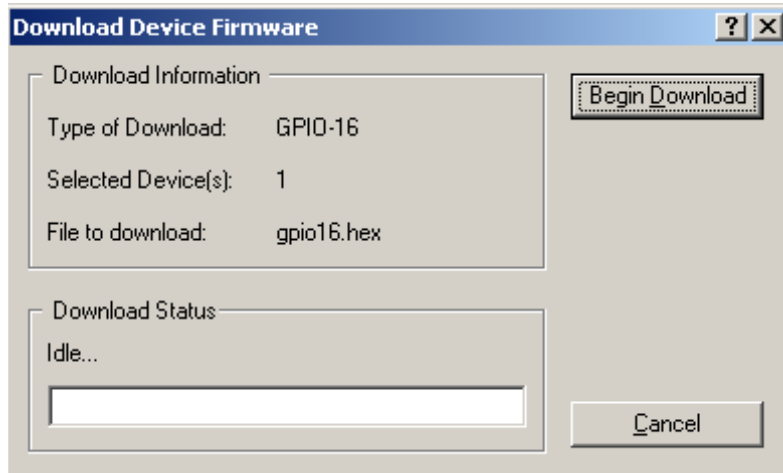 Download Device Firmware
Download Information
Begin Download
Type of Download: GPIO-16
Selected Device(s): 1
File to download: gpio16.hex
Download Status
Idle...
Cancel